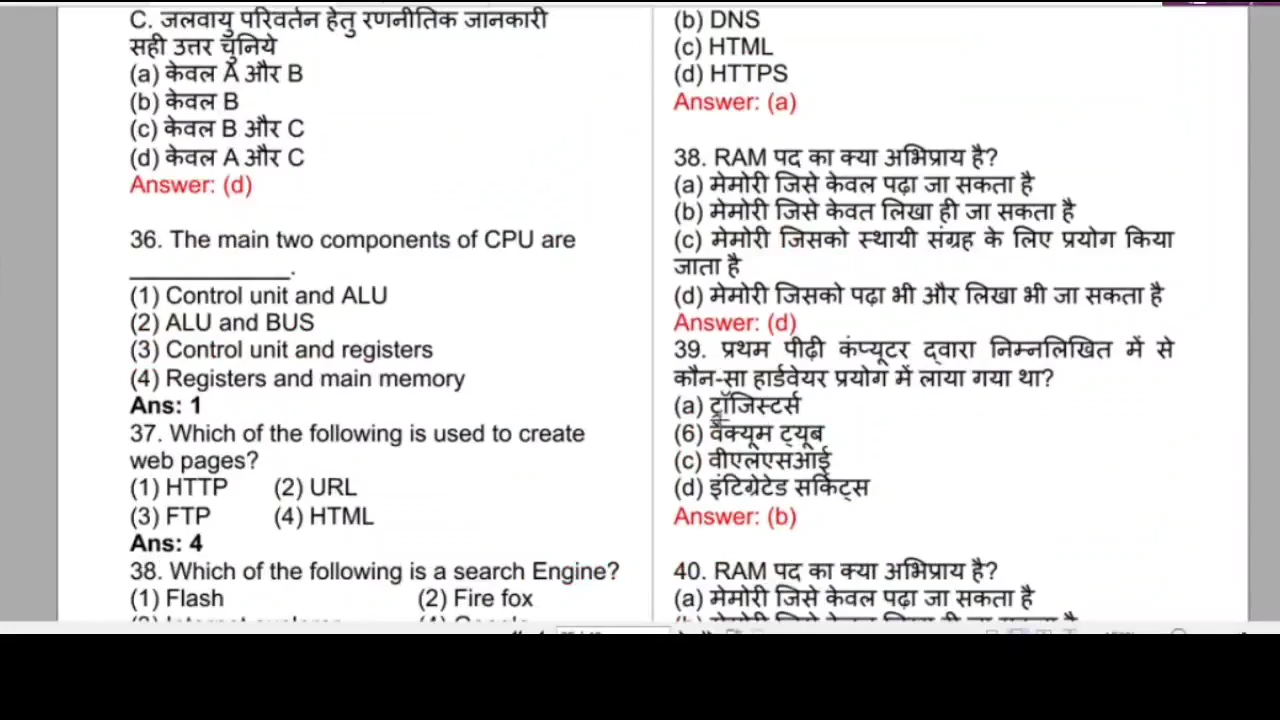 C. जलवायु परिवर्तन हेतु रणनीतिक जानकारी
सही उत्तर चुनिये
(a) केवल A और B
(b) केवल B
(c) केवल B और C
(d) केवल A और C
Answer: (d)
36. The main two components of CPU are
____________.
(1) Control unit and ALU
(2) ALU and BUS
(3) Control unit and registers
(4) Registers and main memory
Ans: 1
37. Which of the following is used to create
web pages?
(1) HTTP (2) URL
(3) FTP (4) HTML
Ans: 4
38. Which of the following is a search Engine?
(1) Flash (2) Fire fox
(b) DNS
(c) HTML
(d) HTTPS
Answer: (a)
38. RAM पद का क्या अभिप्राय है?
(a) मेमोरी जिसे केवल पढ़ा जा सकता है
(b) मेमोरी जिसे केवत लिखा ही जा सकता है
(c) मेमोरी जिसको स्थायी संग्रह के लिए प्रयोग किया
जाता है
(d) मेमोरी जिसको पढ़ा भी और लिखा भी जा सकता है
Answer: (d)
39. प्रथम पीढ़ी कंप्यूटर द्वारा निम्नलिखित में से
कौन-सा हार्डवेयर प्रयोग में लाया गया था?
(a) ट्रॉजिस्टर्स
(6) वैक्यूम ट्यूब
(c) वीएलएसआई
(d) इंटिग्रेटेड सर्किट्स
Answer: (b)
40. RAM पद का क्या अभिप्राय है?
(a) मेमोरी जिसे केवल पढ़ा जा सकता है